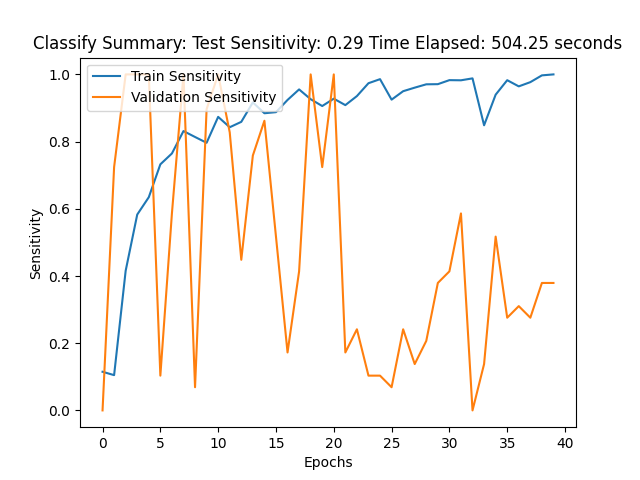 Classify Summary: Test Sensitivity: 0.29 Time Elapsed: 504.25 seconds
Train Sensitivity
Validation Sensitivity
1.0
0.8
0.6
0.4
0.2
0.0
Sensitivity
0 5 10 15 20 25 30 35 40
Epochs